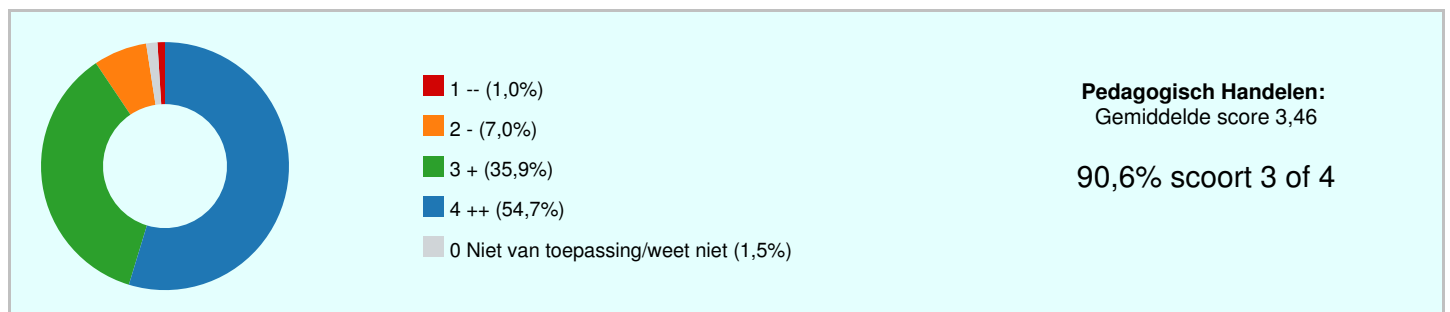 1 -- (1,0%)
2 - (7,0%)
3 + (35,9%)
4 ++ (54,7%)
0 Niet van toepassing/weet niet (1,5%)
Pedagogisch Handelen:
Gemiddelde score 3,46
90,6% scoort 3 of 4